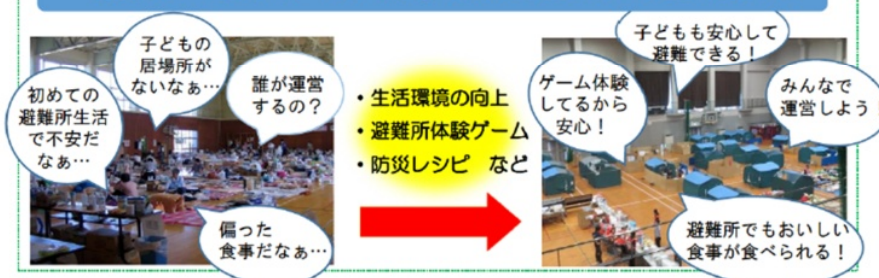 子どもの
居場所が
ないなぁ…
初めての
避難所生活
で不安だ
なぁ…
誰が運営
するの？
偏った
食事だなぁ…
・生活環境の向上
・避難所体験ゲーム
・防災レシピ　など
子どもも安心して
避難できる！
ゲーム体験
してるから
安心！
みんなで
運営しよう！
避難所でもおいしい
食事が食べられる！